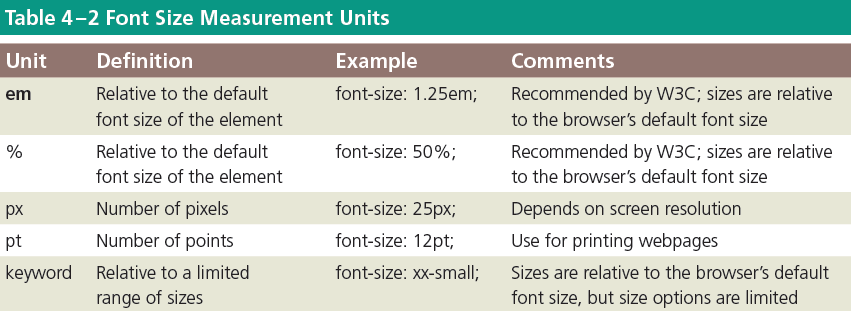 Table 4–2 Font Size Measurement Units
Unit Definition Example Comments
em Relative to the default font-size: 1.25em; Recommended by W3C; sizes are relative
font size of the element to the browser's default font size
% Relative to the default font-size: 50%; Recommended by W3C; sizes are relative
font size of the element to the browser's default font size
px Number of pixels font-size: 25px; Depends on screen resolution
pt Number of points font-size: 12pt; Use for printing webpages
keyword Relative to a limited font-size: xx-small; Sizes are relative to the browser's default
range of sizes font size, but size options are limited